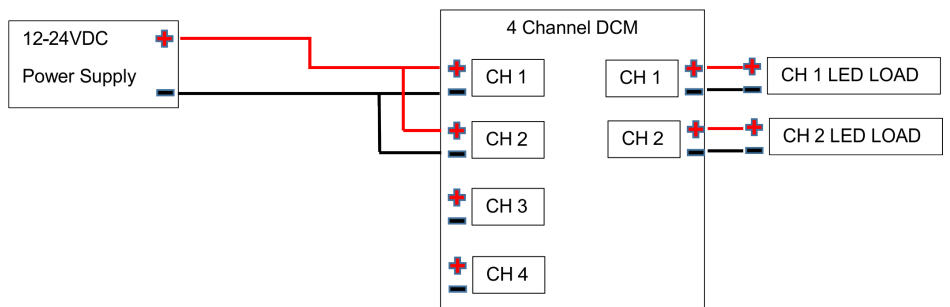 4 Channel DCM
12-24VDC
Power Supply
CH 1
CH 2
CH 3
CH 4
CH 1
CH 2
CH 1 LED LOAD
CH 2 LED LOAD